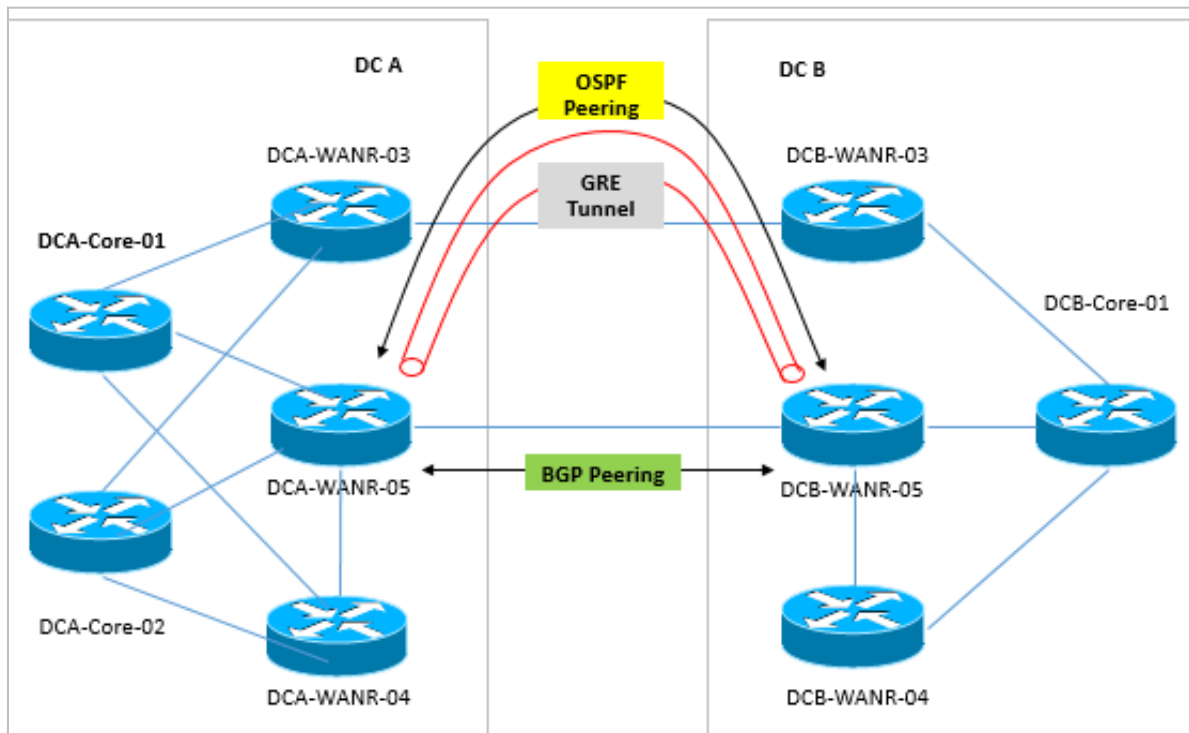 DC A
OSPF
Peering
DC B
DCA-WANR-03
DCB-WANR-03
GRE
Tunnel
DCA-Core-01
DCB-Core-01
DCA-WANR-05
BGP Peering
DCB-WANR-05
DCA-Core-02
DCA-WANR-04
DCB-WANR-04